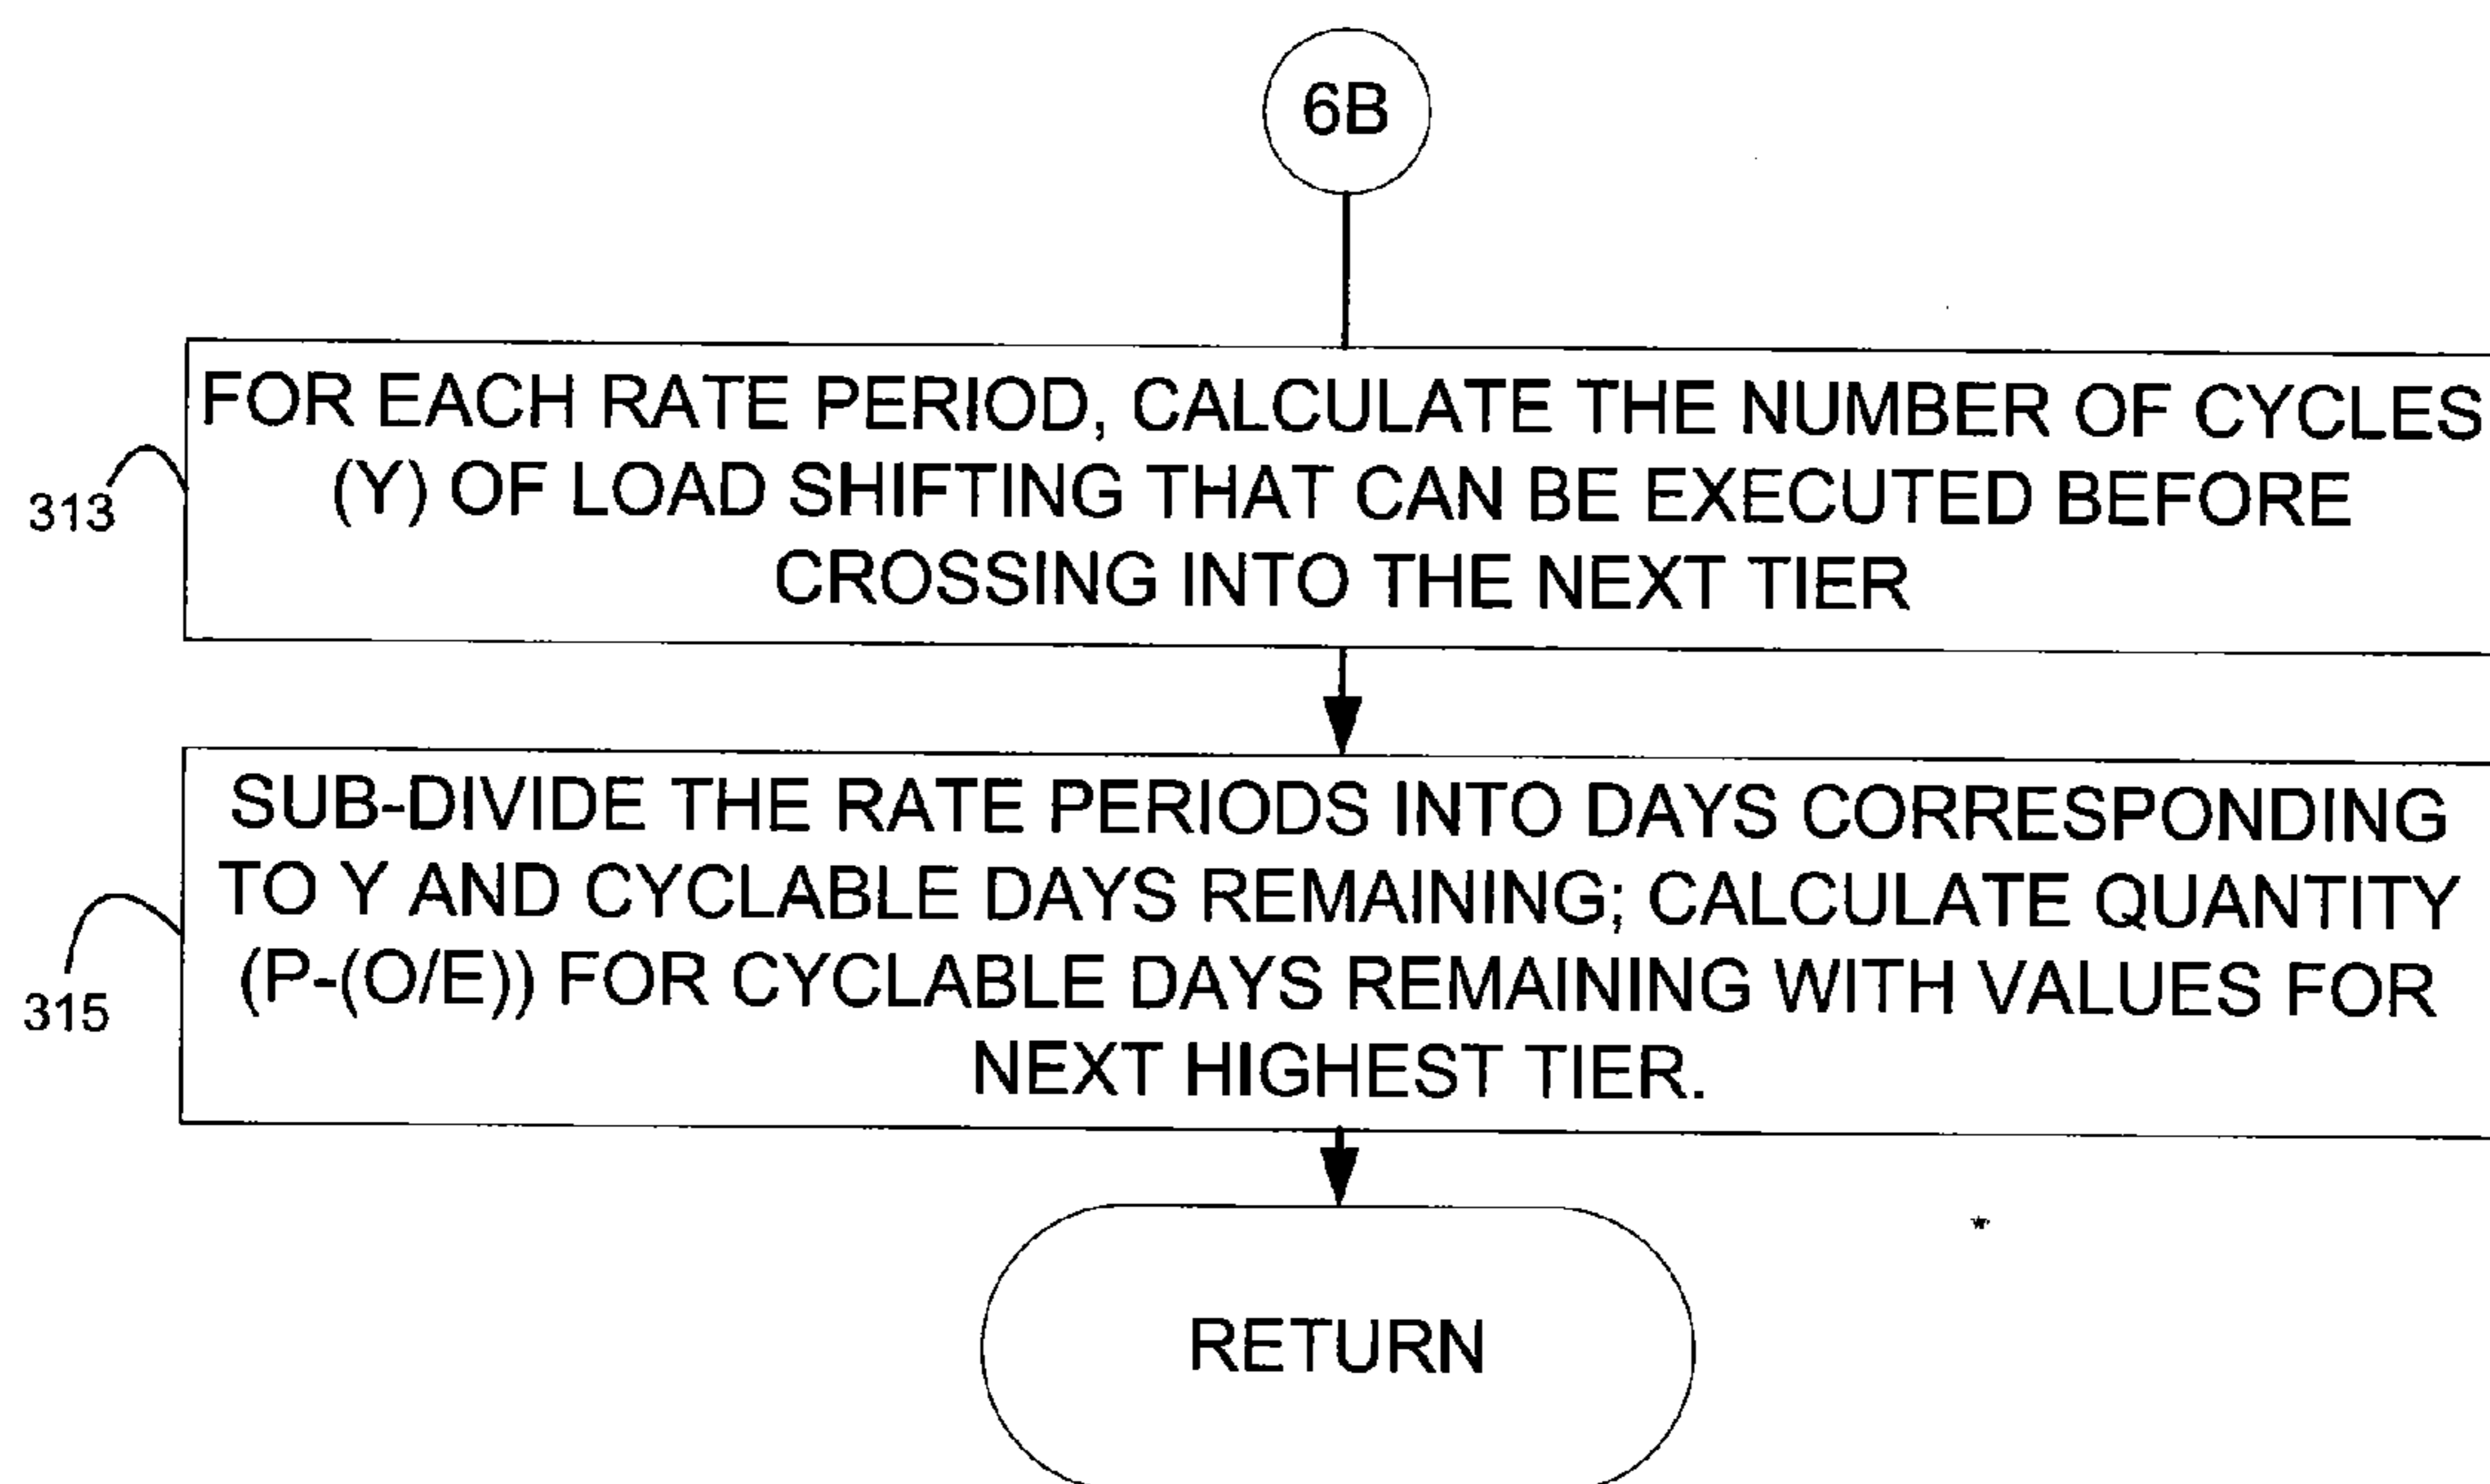 6B
FOR EACH RATE PERIOD, CALCULATE THE NUMBER OF CYCLES
(Y) OF LOAD SHIFTING THAT CAN BE EXECUTED BEFORE
CROSSING INTO THE NEXT TIER
313
SUB-DIVIDE THE RATE PERIODS INTO DAYS CORRESPONDING
TO Y AND CYCLABLE DAYS REMAINING; CALCULATE QUANTITY
(P-(O/E)) FOR CYCLABLE DAYS REMAINING WITH VALUES FOR
NEXT HIGHEST TIER.
315
RETURN